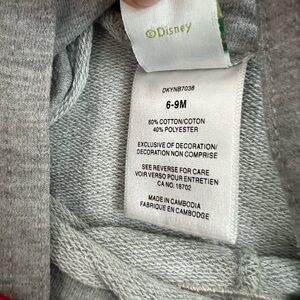 ©Disney
DKYNB7036
6-9M
60% COTTON/COTON
40% POLYESTER
EXCLUSIVE OF DECORATION/
DECORATION NON COMPRISE
SEE REVERSE FOR CARE
VOIR VERSO POUR ENTRETIEN
CA NO. 18702
MADE IN CAMBODIA
FABRIQUE EN CAMBODGE